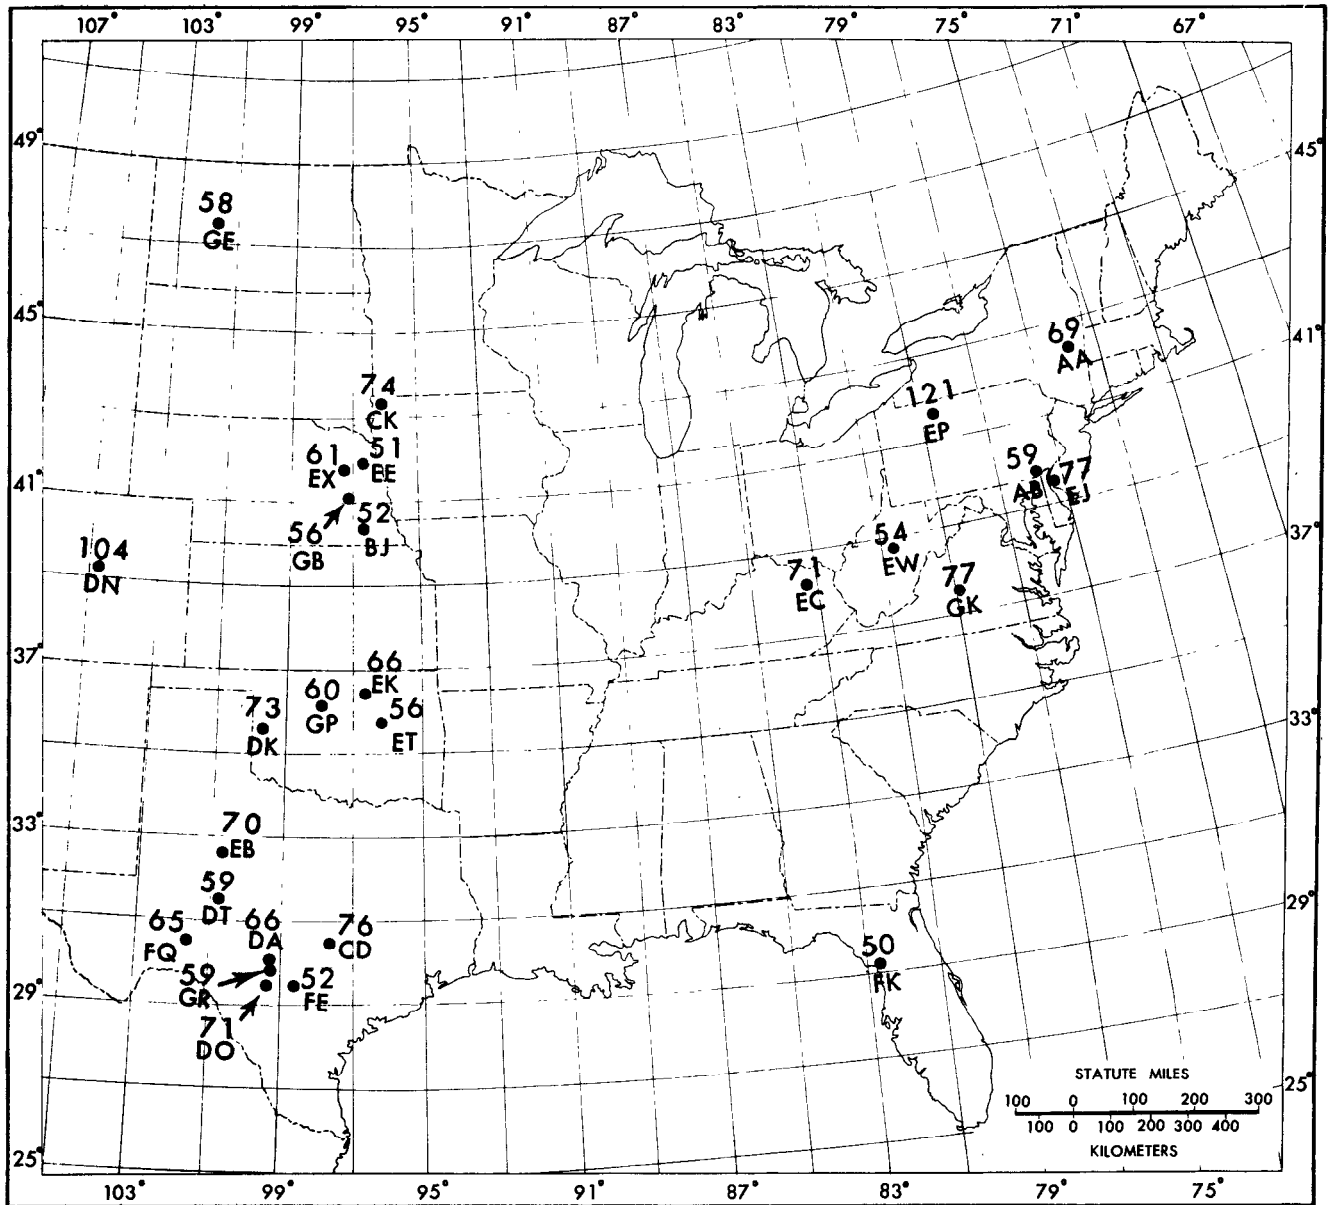 107° 103° 99° 95° 91° 87° 83° 79° 75° 71° 67°
49°
45°
58
GE
45°
41°
69
AA
74
CK
121
EP
61
EX
51
EE
59
AB
77
EJ
41°
56
GB
52
BJ
37°
54
EW
104
DN
71
EC
77
GK
37°
66
EK
60
GP
56
ET
73
DK
33°
33°
70
EB
59
DT
29°
65
FQ
66
DA
76
CD
50
FK
59
GR
52
FE
29°
71
DO
STATUTE MILES
100 0 100 200 300
100 0 100 200 300 400
KILOMETERS
25°
25°
103° 99° 95° 91° 87° 83° 79° 75°